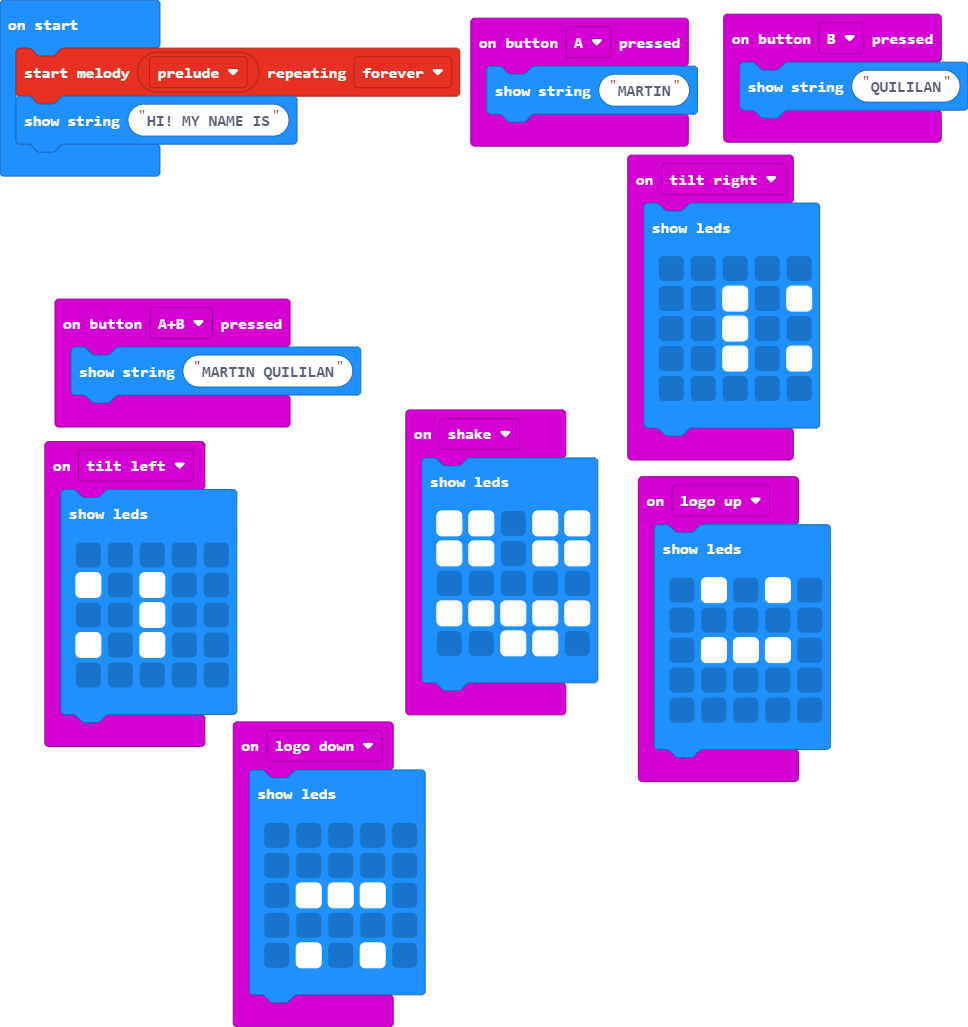 on start
start melody prelude repeating forever
show string "HI! MY NAME IS"
on button A pressed
show string "MARTIN"
on button B pressed
show string "QUILILAN"
on tilt right
show leds
on button A+B pressed
show string "MARTIN QUILILAN"
on shake
show leds
on tilt left
show leds
on logo up
show leds
on logo down
show leds